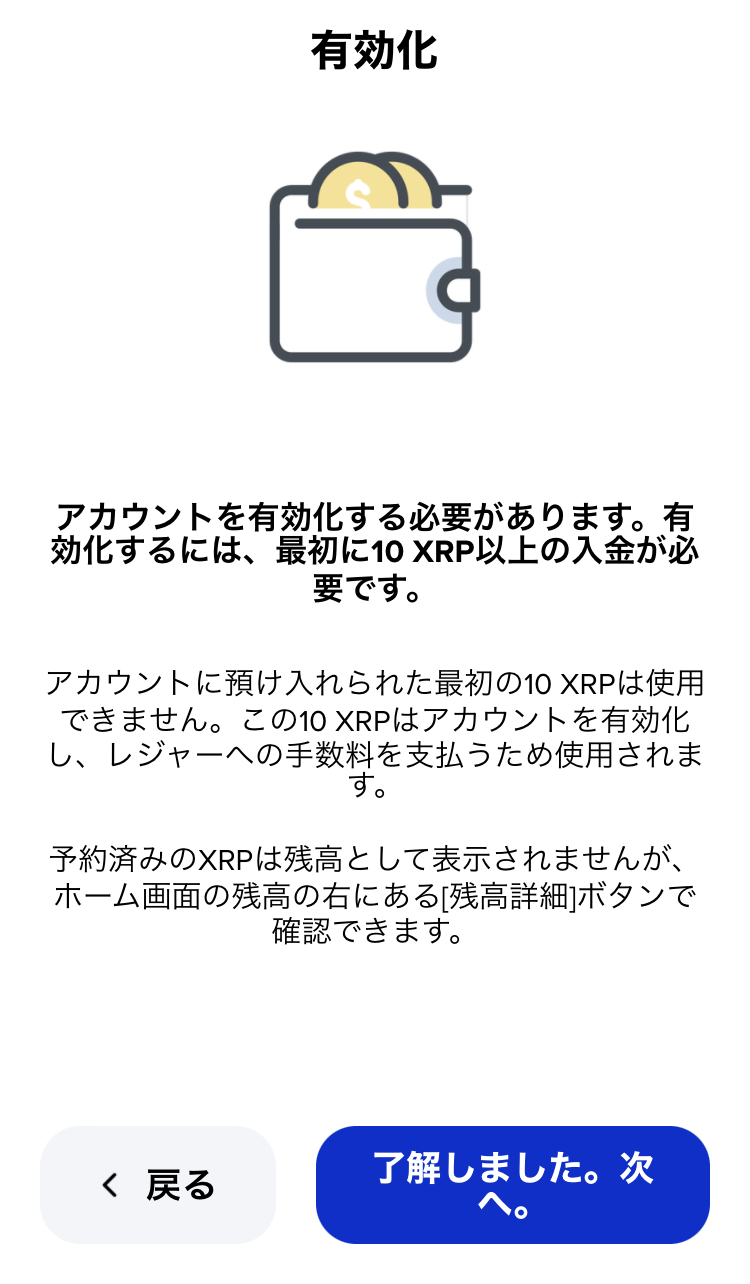 有効化
$
アカウントを有効化する必要があります。有
効化するには、最初に10 XRP以上の入金が必
要です。
アカウントに預け入れられた最初の10 XRPは使用
できません。この10 XRPはアカウントを有効化
し、レジャーへの手数料を支払うため使用されま
す。
予約済みのXRPは残高として表示されませんが、
ホーム画面の残高の右にある[残高詳細]ボタンで
確認できます。
戻る
了解しました。次
へ。